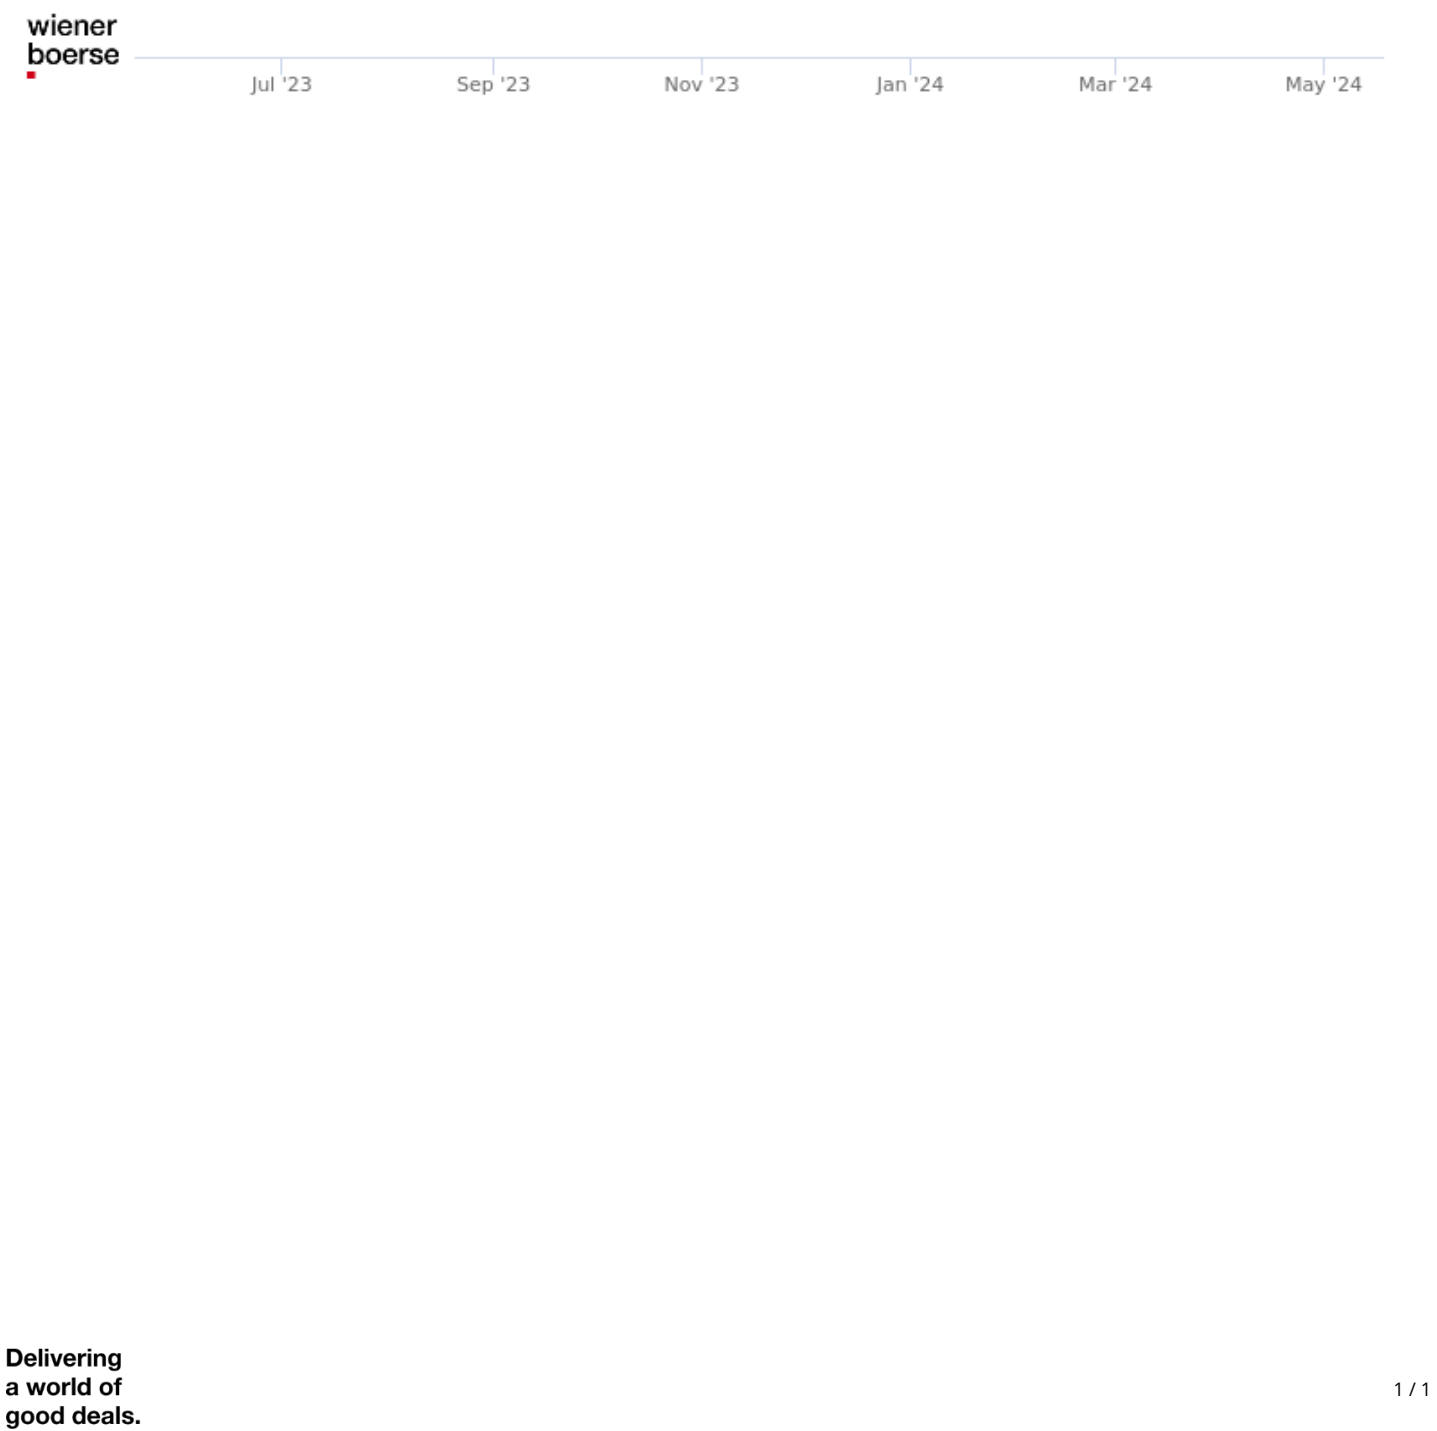 wiener
boerse
Jul '23 Sep '23 Nov '23 Jan '24 Mar '24 May '24
Delivering
a world of
good deals.
1 / 1